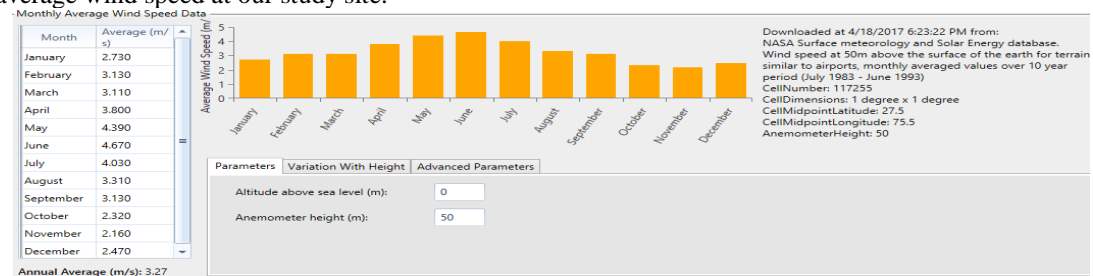 average wind speed at our study site.
Monthly Average Wind Speed Data
Month Average (m/s)
January 2.730
February 3.130
March 3.110
April 3.800
May 4.390
June 4.670
July 4.030
August 3.310
September 3.130
October 2.320
November 2.160
December 2.470
Annual Average (m/s): 3.27
Average Wind Speed (m/
5
4
3
2
1
0
January February March April May June July August September October November December
Downloaded at 4/18/2017 6:23:22 PM from:
NASA Surface meteorology and Solar Energy database.
Wind speed at 50m above the surface of the earth for terrain
similar to airports, monthly averaged values over 10 year
period (July 1983 - June 1993)
CellNumber: 117255
CellDimensions: 1 degree x 1 degree
CellMidpointLatitude: 27.5
CellMidpointLongitude: 75.5
AnemometerHeight: 50
Parameters Variation With Height Advanced Parameters
Altitude above sea level (m): 0
Anemometer height (m): 50